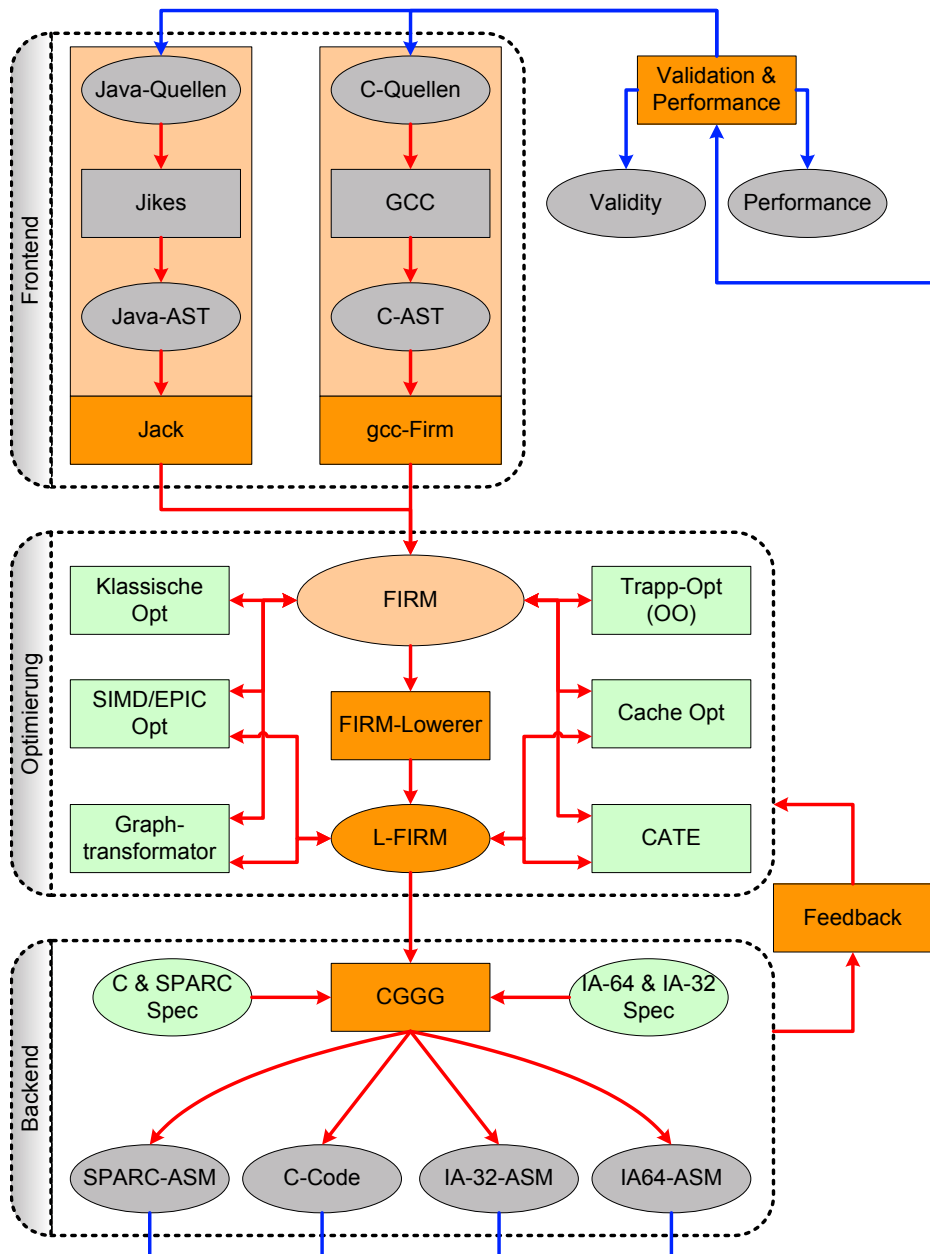 Frontend
Java-Quellen
C-Quellen
Validation &
Performance
Jikes
GCC
Validity
Performance
Java-AST
C-AST
Jack
gcc-Firm
Optimierung
Klassische
Opt
FIRM
Trapp-Opt
(OO)
SIMD/EPIC
Opt
FIRM-Lowerer
Cache Opt
Graph-
transformator
L-FIRM
CATE
Feedback
Backend
C & SPARC
Spec
CGGG
IA-64 & IA-32
Spec
SPARC-ASM
C-Code
IA-32-ASM
IA64-ASM